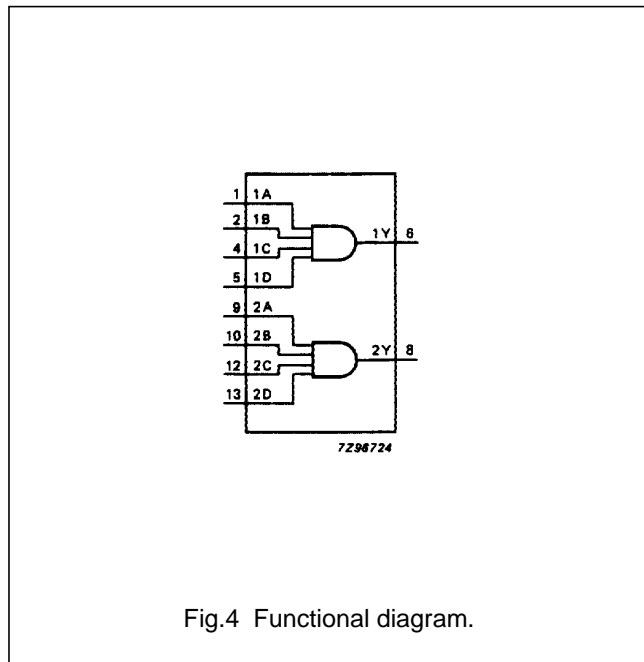 1 1A
2 1B
4 1C
5 1D
1Y 6
9 2A
10 2B
12 2C
13 2D
2Y 8
7Z96724
Fig.4 Functional diagram.